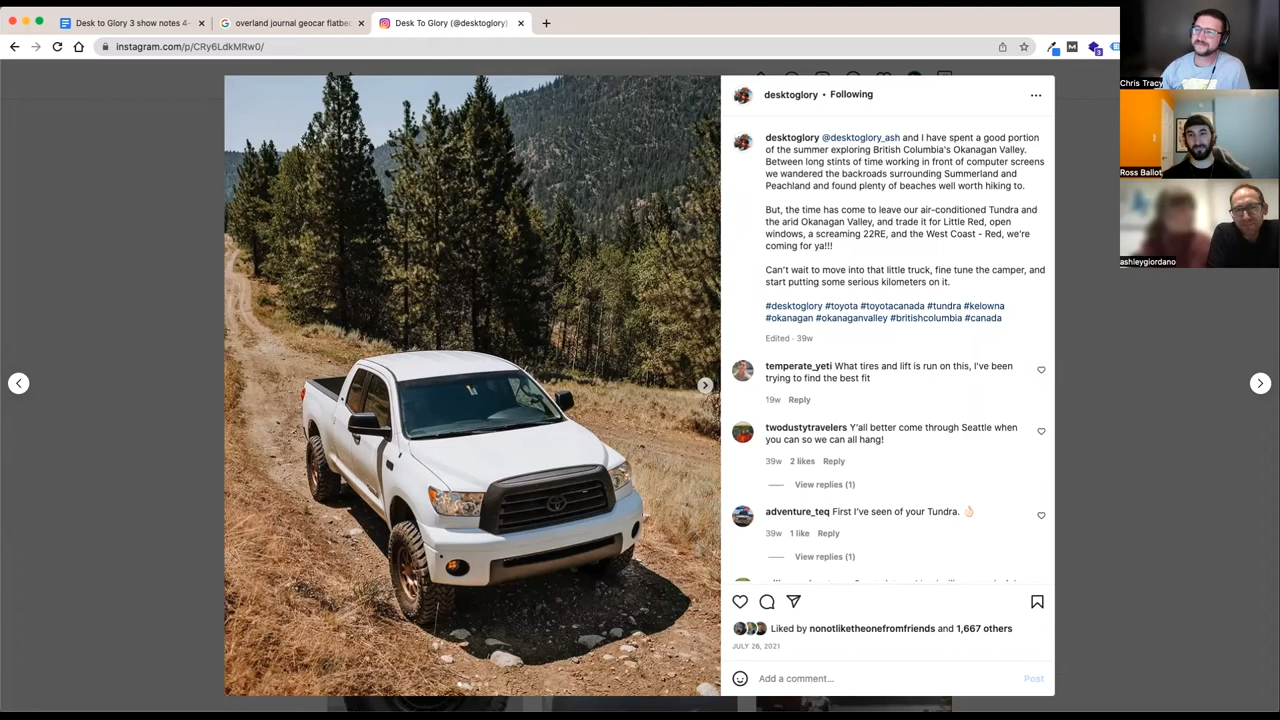 Desk to Glory 3 show notes 4-
overland journal geocar flatbed
Desk To Glory (@desktoglory)
instagram.com/p/CRy6LdkMRw0/
desktoglory • Following
desktoglory @desktoglory_ash and I have spent a good portion
of the summer exploring British Columbia's Okanagan Valley.
Between long stints of time working in front of computer screens
we wandered the backroads surrounding Summerland and
Peachland and found plenty of beaches well worth hiking to.
But, the time has come to leave our air-conditioned Tundra and
the arid Okanagan Valley, and trade it for Little Red, open
windows, a screaming 22RE, and the West Coast - Red, we're
coming for ya!!!
Can't wait to move into that little truck, fine tune the camper, and
start putting some serious kilometers on it.
#desktoglory #toyota #toyotacanada #tundra #kelowna
#okanagan #okanaganvalley #britishcolumbia #canada
Edited · 39w
temperate_yeti What tires and lift is run on this, I've been
trying to find the best fit
19w Reply
twodustytravelers Y'all better come through Seattle when
you can so we can all hang!
39w 2 likes Reply
View replies (1)
adventure_teq First I've seen of your Tundra. 👌🏻
39w 1 like Reply
View replies (1)
Liked by nonotliketheonefromfriends and 1,667 others
JULY 26, 2021
Add a comment...
Post
Chris Tracy
Ross Ballot
ashleygiordano